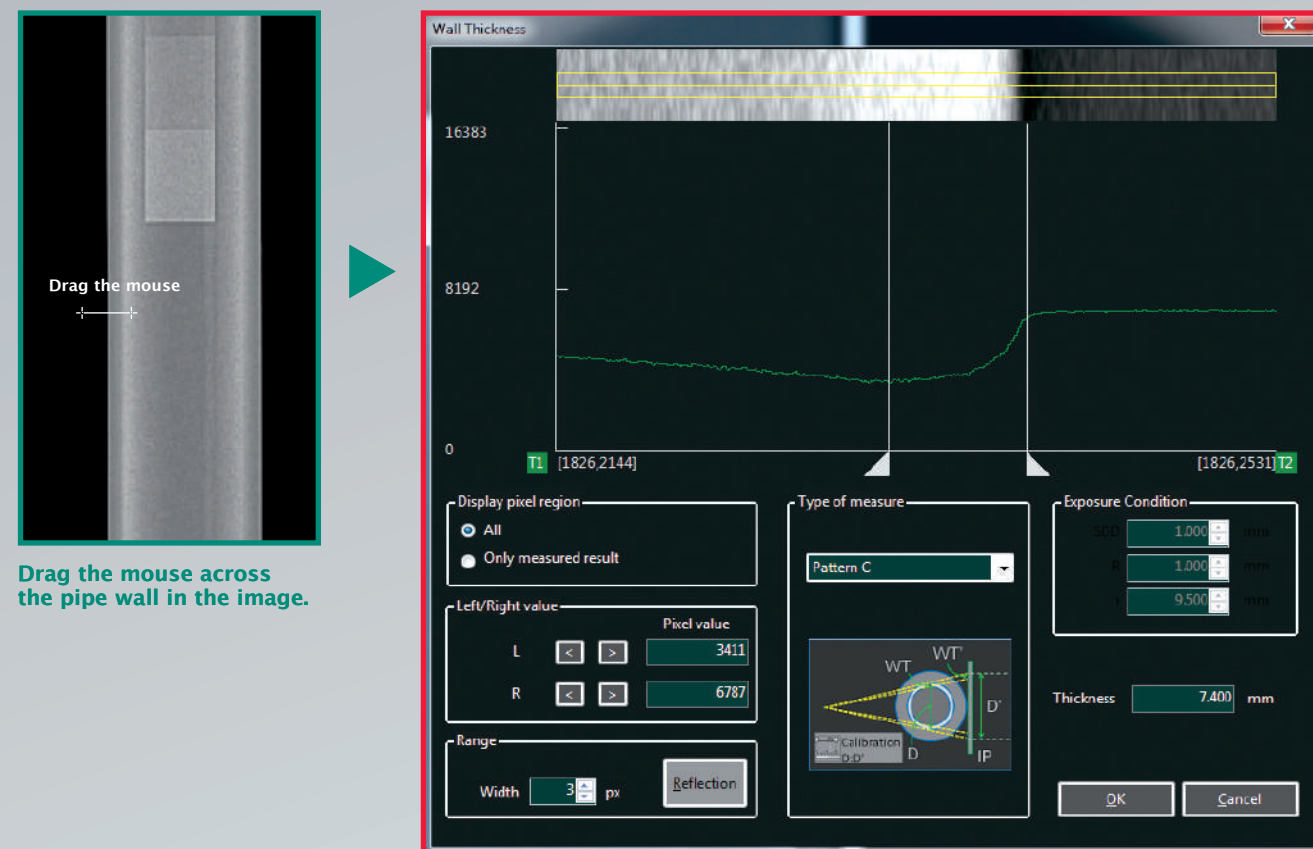 Drag the mouse
Drag the mouse across
the pipe wall in the image.
Wall Thickness
16383
8192
0
T1 [1826,2144]
[1826,2531] T2
Display pixel region
All
Only measured result
Left/Right value
Pixel value
L < > 3411
R < > 6787
Range
Width 3 px
Reflection
Type of measure
Pattern C
WT WT'
D'
Calibration
D:D'
D
IP
Exposure Condition
SDD 1.000 mm
R 1.000 mm
9.500 mm
Thickness 7.400 mm
OK Cancel